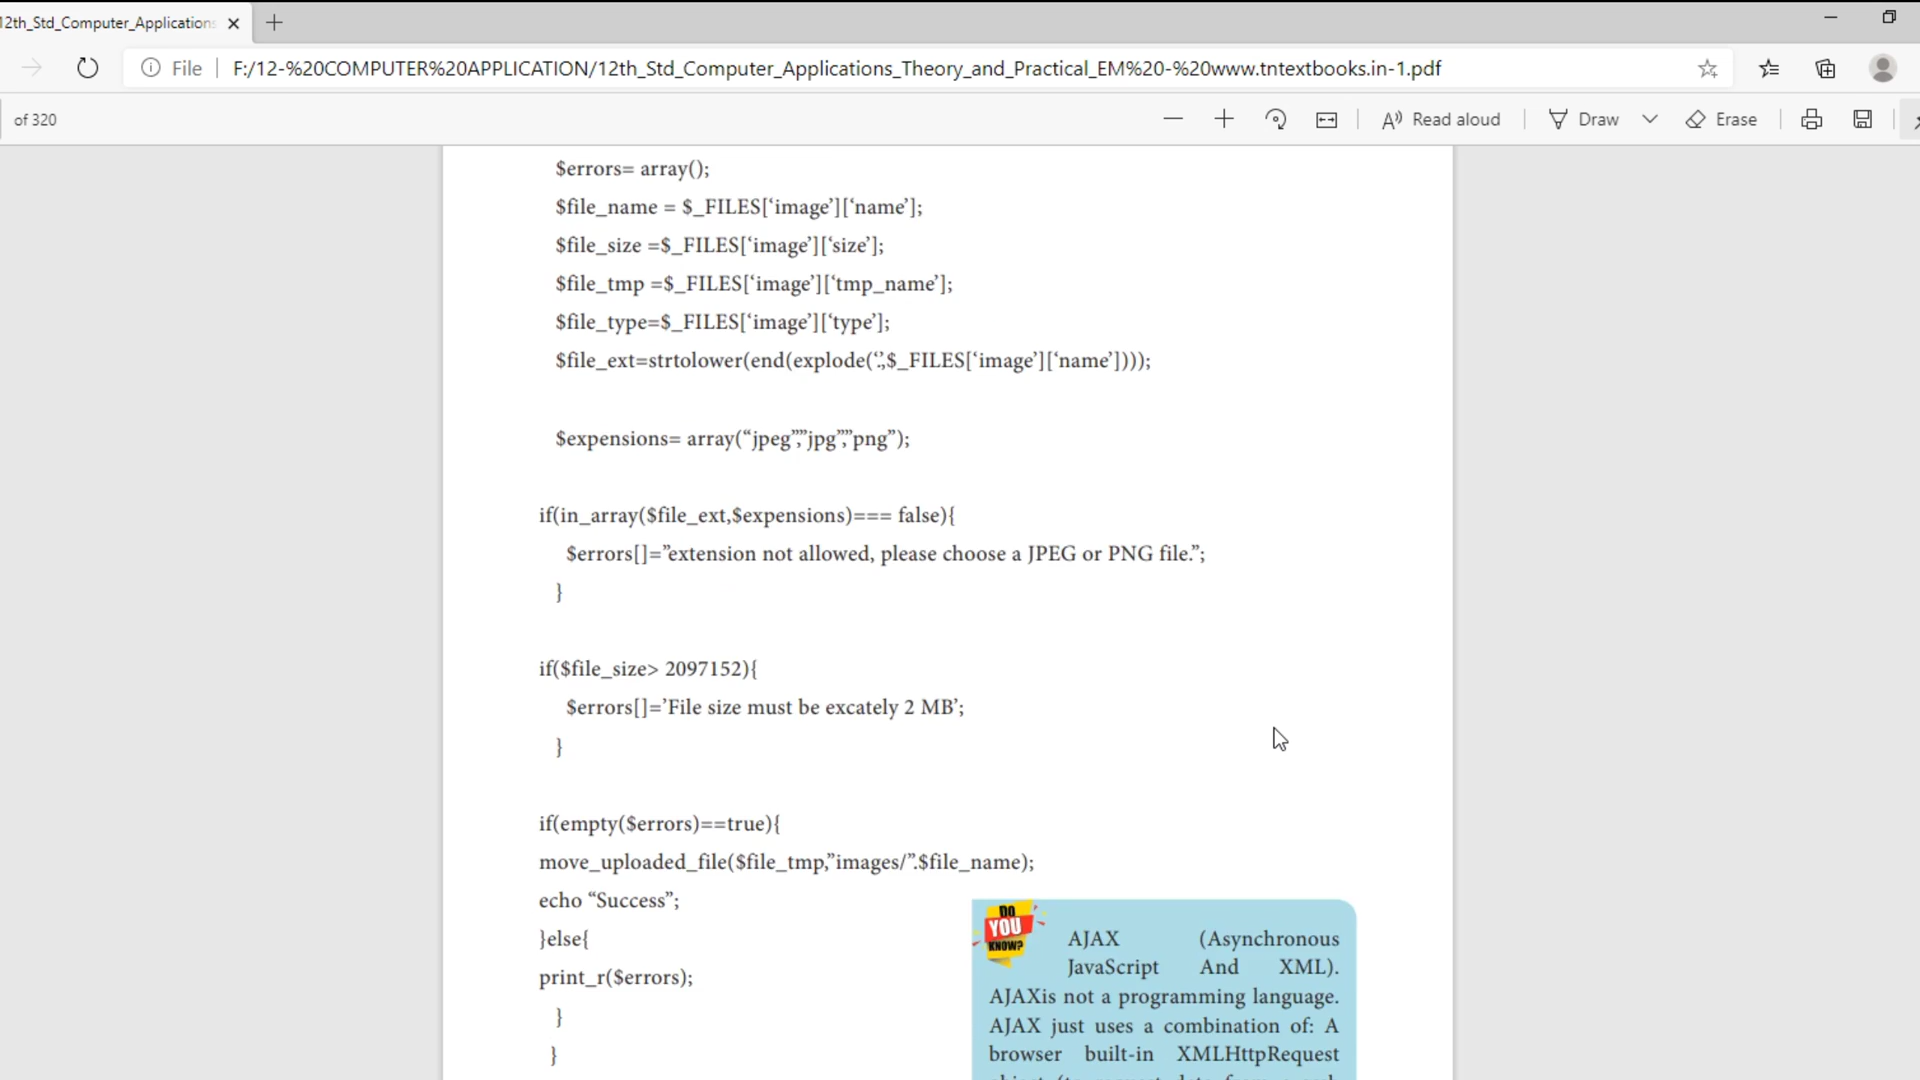 12th_Std_Computer_Applications
File
F:/12-%20COMPUTER%20APPLICATION/12th_Std_Computer_Applications_Theory_and_Practical_EM%20-%20www.tntextbooks.in-1.pdf
of 320
Read aloud
Draw
Erase
$errors= array();
$file_name = $_FILES[‘image’][‘name’];
$file_size =$_FILES[‘image’][‘size’];
$file_tmp =$_FILES[‘image’][‘tmp_name’];
$file_type=$_FILES[‘image’][‘type’];
$file_ext=strtolower(end(explode(‘.’,$_FILES[‘image’][‘name’])));
$expensions= array(“jpeg”,”jpg”,”png”);
if(in_array($file_ext,$expensions)=== false){
$errors[]=”extension not allowed, please choose a JPEG or PNG file.”;
}
if($file_size> 2097152){
$errors[]=’File size must be excately 2 MB’;
}
if(empty($errors)==true){
move_uploaded_file($file_tmp,”images/”.$file_name);
echo “Success”;
}else{
print_r($errors);
}
}
DO
YOU
KNOW?
AJAX (Asynchronous
JavaScript And XML).
AJAXis not a programming language.
AJAX just uses a combination of: A
browser built-in XMLHttpRequest